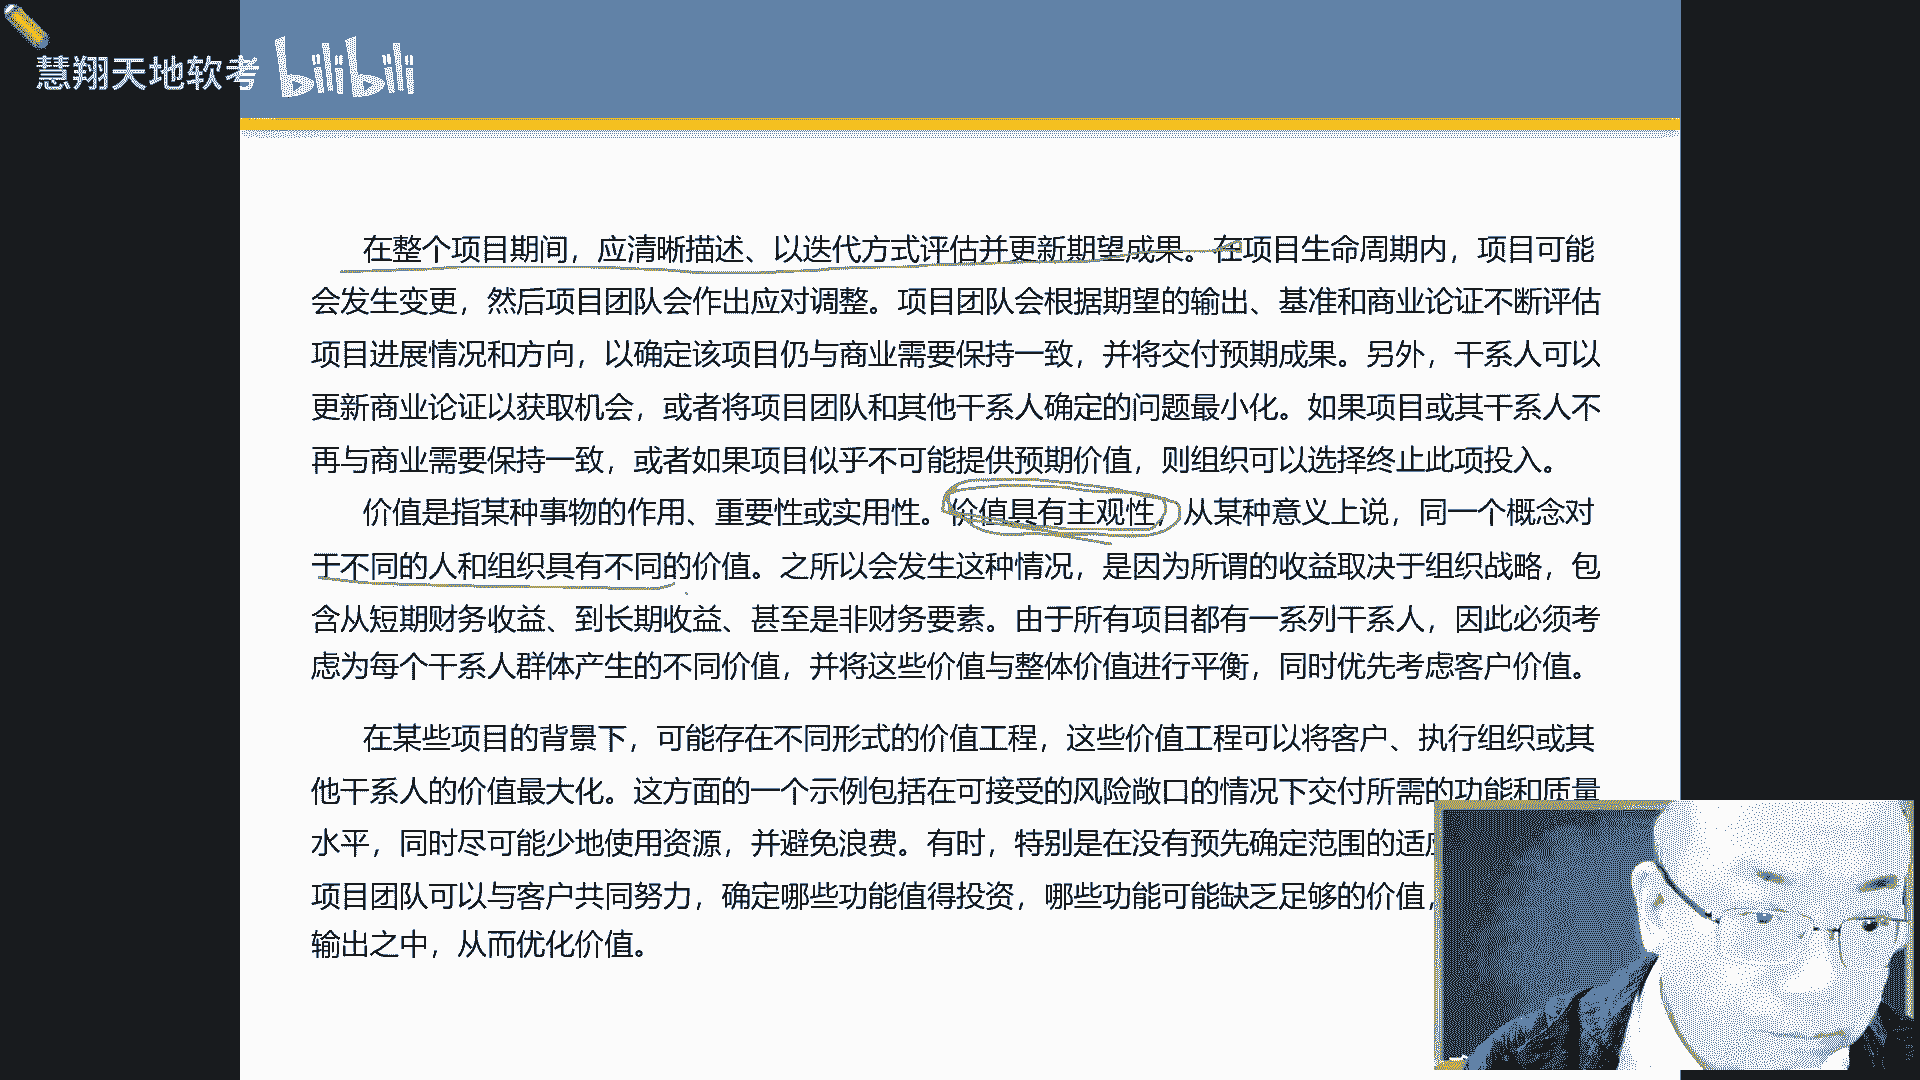 慧翔天地软考 bilibili
在整个项目期间，应清晰描述、以迭代方式评估并更新期望成果。在项目生命周期内，项目可能
会发生变更，然后项目团队会作出应对调整。项目团队会根据期望的输出、基准和商业论证不断评估
项目进展情况和方向，以确定该项目仍与商业需要保持一致，并将交付预期成果。另外，干系人可以
更新商业论证以获取机会，或者将项目团队和其他干系人确定的问题最小化。如果项目或其干系人不
再与商业需要保持一致，或者如果项目似乎不可能提供预期价值，则组织可以选择终止此项投入。
价值是指某种事物的作用、重要性或实用性。价值具有主观性，从某种意义上说，同一个概念对
于不同的人和组织具有不同的价值。之所以会发生这种情况，是因为所谓的收益取决于组织战略，包
含从短期财务收益、到长期收益、甚至是非财务要素。由于所有项目都有一系列干系人，因此必须考
虑为每个干系人群体产生的不同价值，并将这些价值与整体价值进行平衡，同时优先考虑客户价值。
在某些项目的背景下，可能存在不同形式的价值工程，这些价值工程可以将客户、执行组织或其
他干系人的价值最大化。这方面的一个示例包括在可接受的风险敞口的情况下交付所需的功能和质量
水平，同时尽可能少地使用资源，并避免浪费。有时，特别是在没有预先确定范围的适
项目团队可以与客户共同努力，确定哪些功能值得投资，哪些功能可能缺乏足够的价值，
输出之中，从而优化价值。